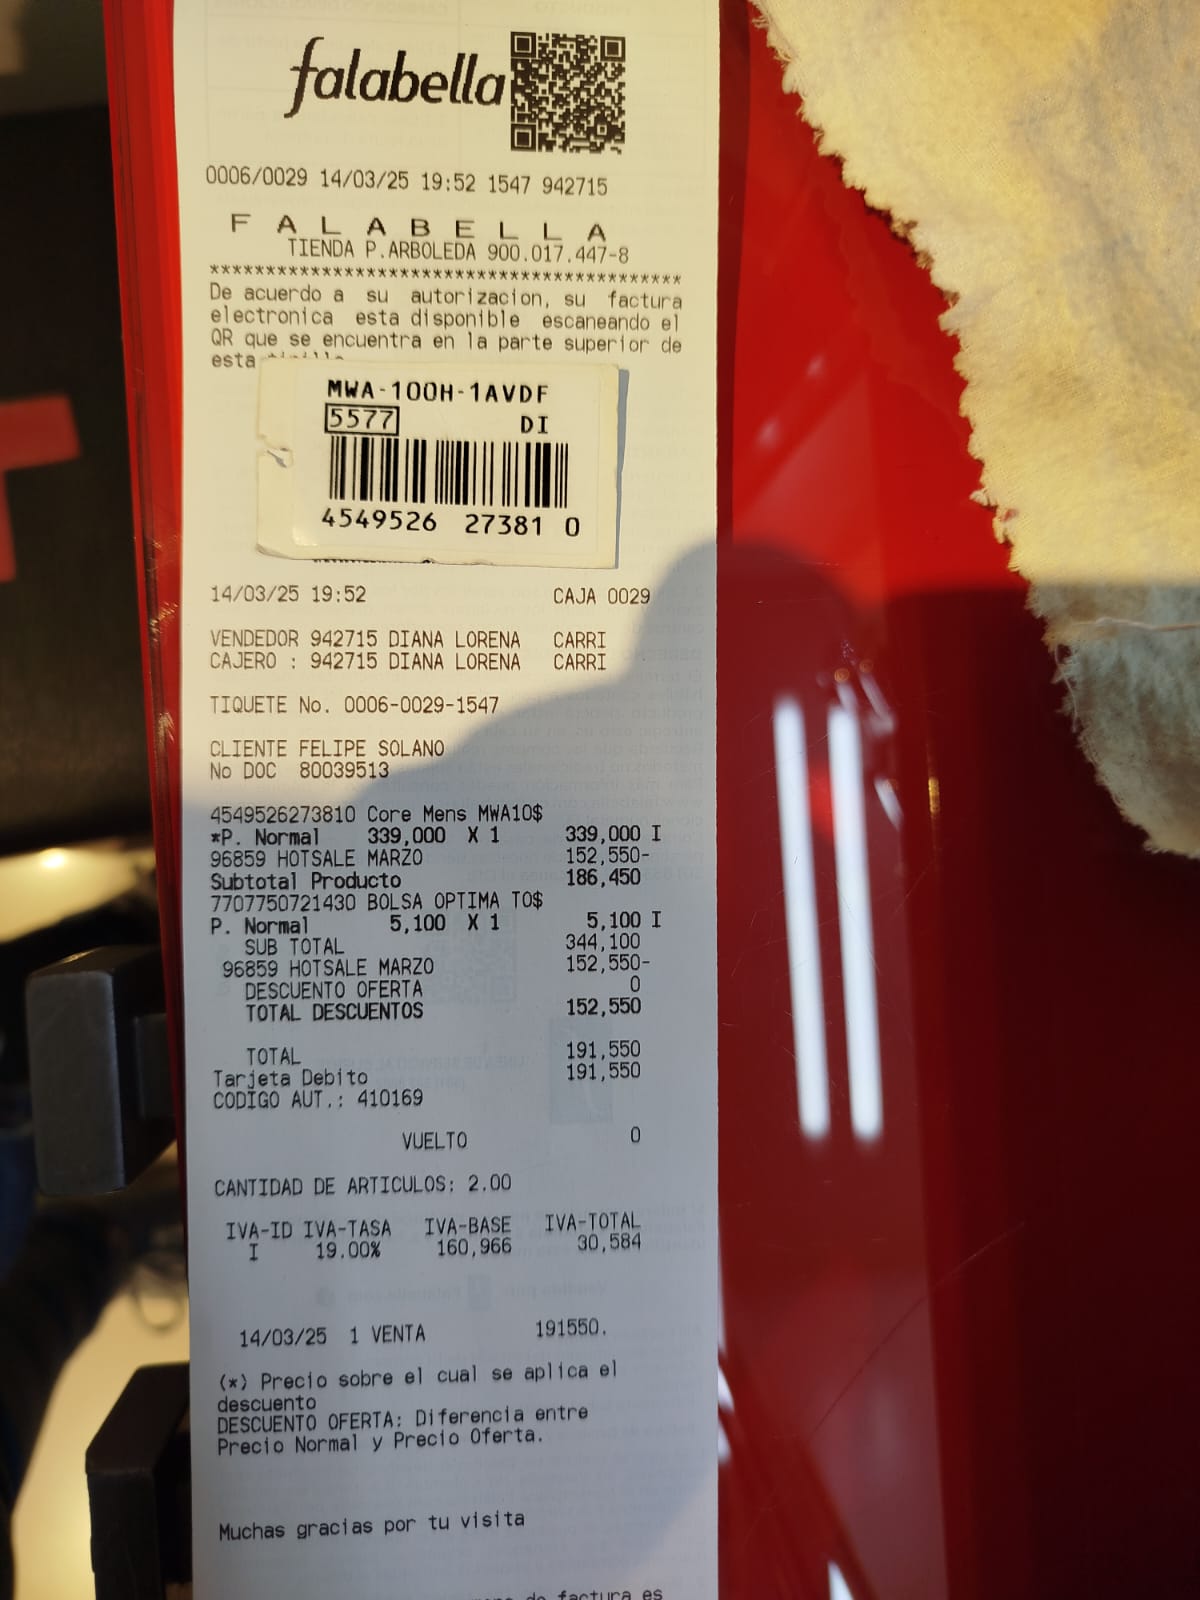 falabella
0006/0029 14/03/25 19:52 1547 942715
F A L A B E L L A
TIENDA P.ARBOLEDA 900.017.447-8
******************************************
De acuerdo a su autorizacion, su factura
electronica esta disponible escaneando el
QR que se encuentra en la parte superior de
esta
MWA-100H-1AVDF
5577 DI
4549526 27381 0
14/03/25 19:52 CAJA 0029
VENDEDOR 942715 DIANA LORENA CARRI
CAJERO : 942715 DIANA LORENA CARRI
TIQUETE No. 0006-0029-1547
CLIENTE FELIPE SOLANO
No DOC 80039513
4549526273810 Core Mens MWA10$
*P. Normal 339,000 X 1 339,000 I
96859 HOTSALE MARZO 152,550-
Subtotal Producto 186,450
7707750721430 BOLSA OPTIMA TO$
P. Normal 5,100 X 1 5,100 I
SUB TOTAL 344,100
96859 HOTSALE MARZO 152,550-
DESCUENTO OFERTA 0
TOTAL DESCUENTOS 152,550
TOTAL 191,550
Tarjeta Debito 191,550
CODIGO AUT.: 410169
VUELTO 0
CANTIDAD DE ARTICULOS: 2.00
IVA-ID IVA-TASA IVA-BASE IVA-TOTAL
I 19.00% 160,966 30,584
14/03/25 1 VENTA 191550.
(*) Precio sobre el cual se aplica el
descuento
DESCUENTO OFERTA: Diferencia entre
Precio Normal y Precio Oferta.
Muchas gracias por tu visita
de factura es